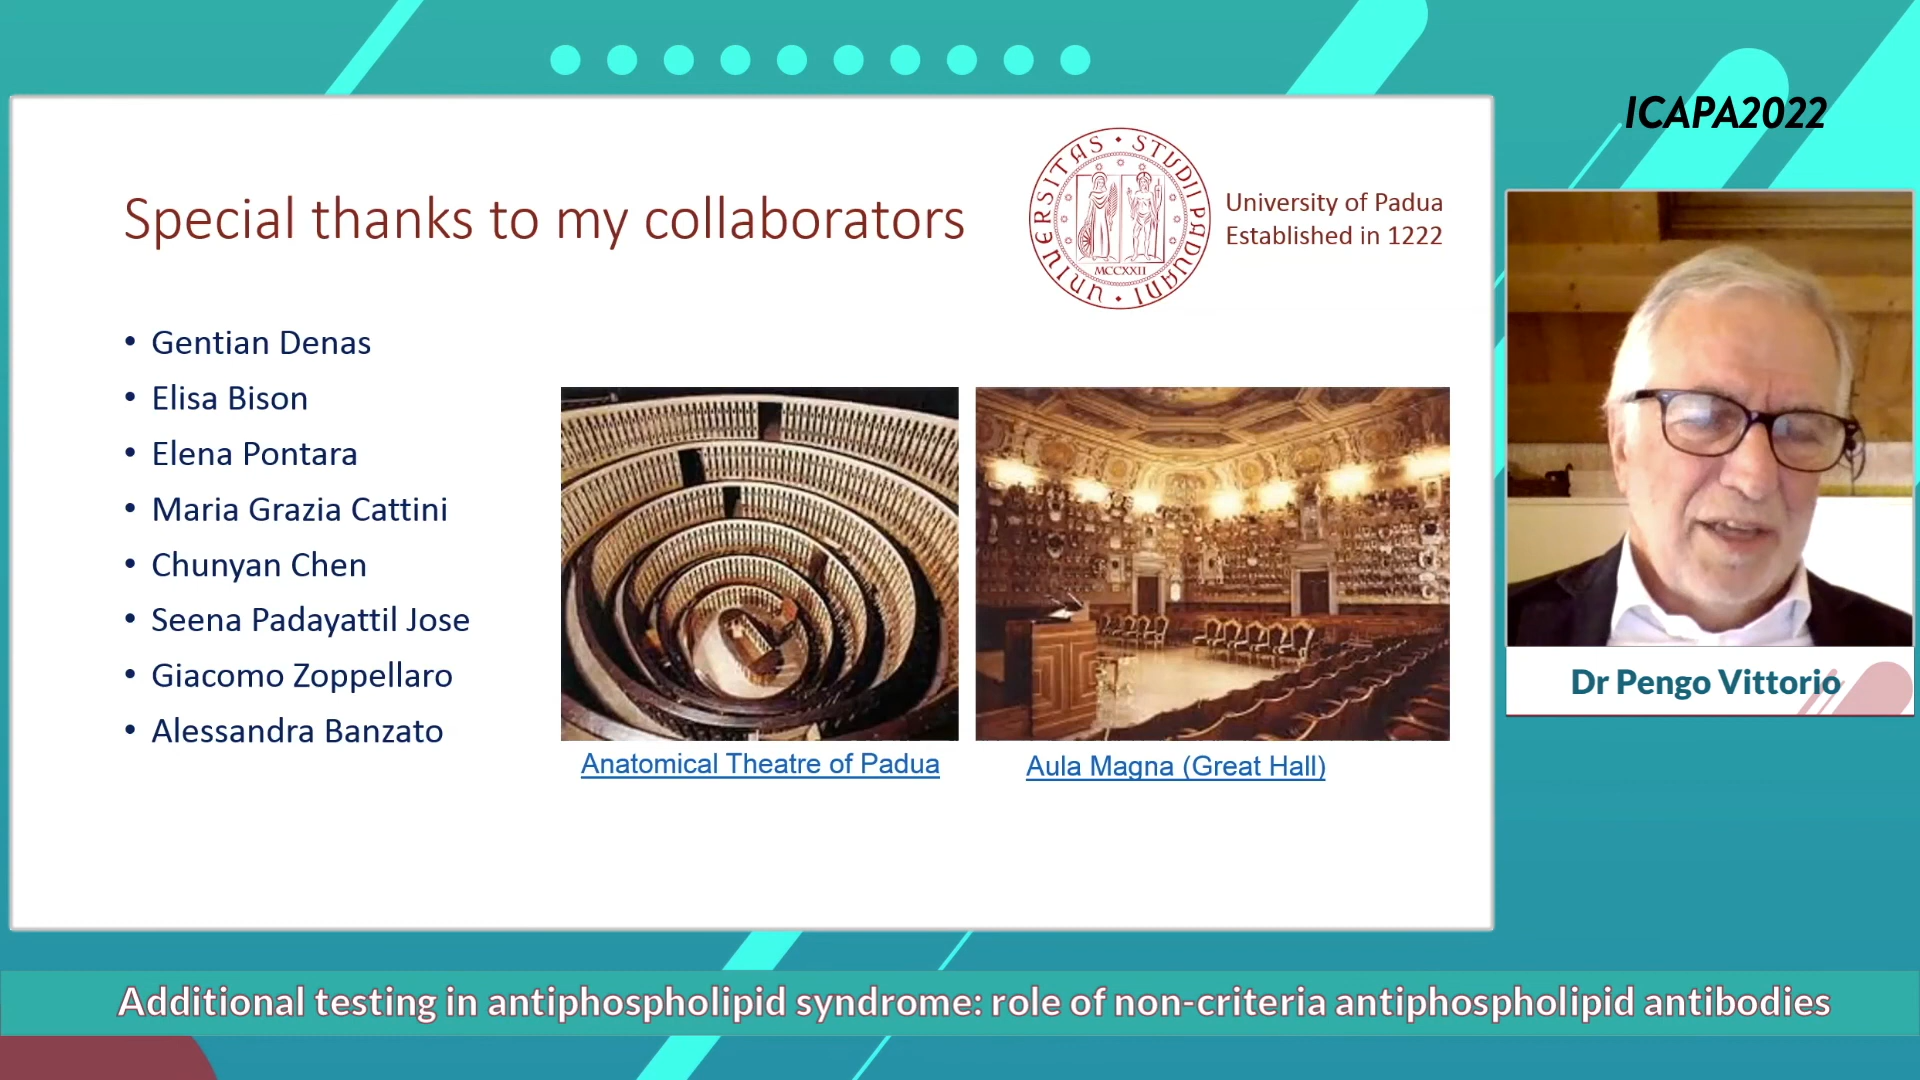 ICAPA2022
Special thanks to my collaborators
UNIVERSITAS STUDII PADUANI
MCCXXII
University of Padua
Established in 1222
• Gentian Denas
• Elisa Bison
• Elena Pontara
• Maria Grazia Cattini
• Chunyan Chen
• Seena Padayattil Jose
• Giacomo Zoppellaro
• Alessandra Banzato
Anatomical Theatre of Padua
Aula Magna (Great Hall)
Dr Pengo Vittorio
Additional testing in antiphospholipid syndrome: role of non-criteria antiphospholipid antibodies